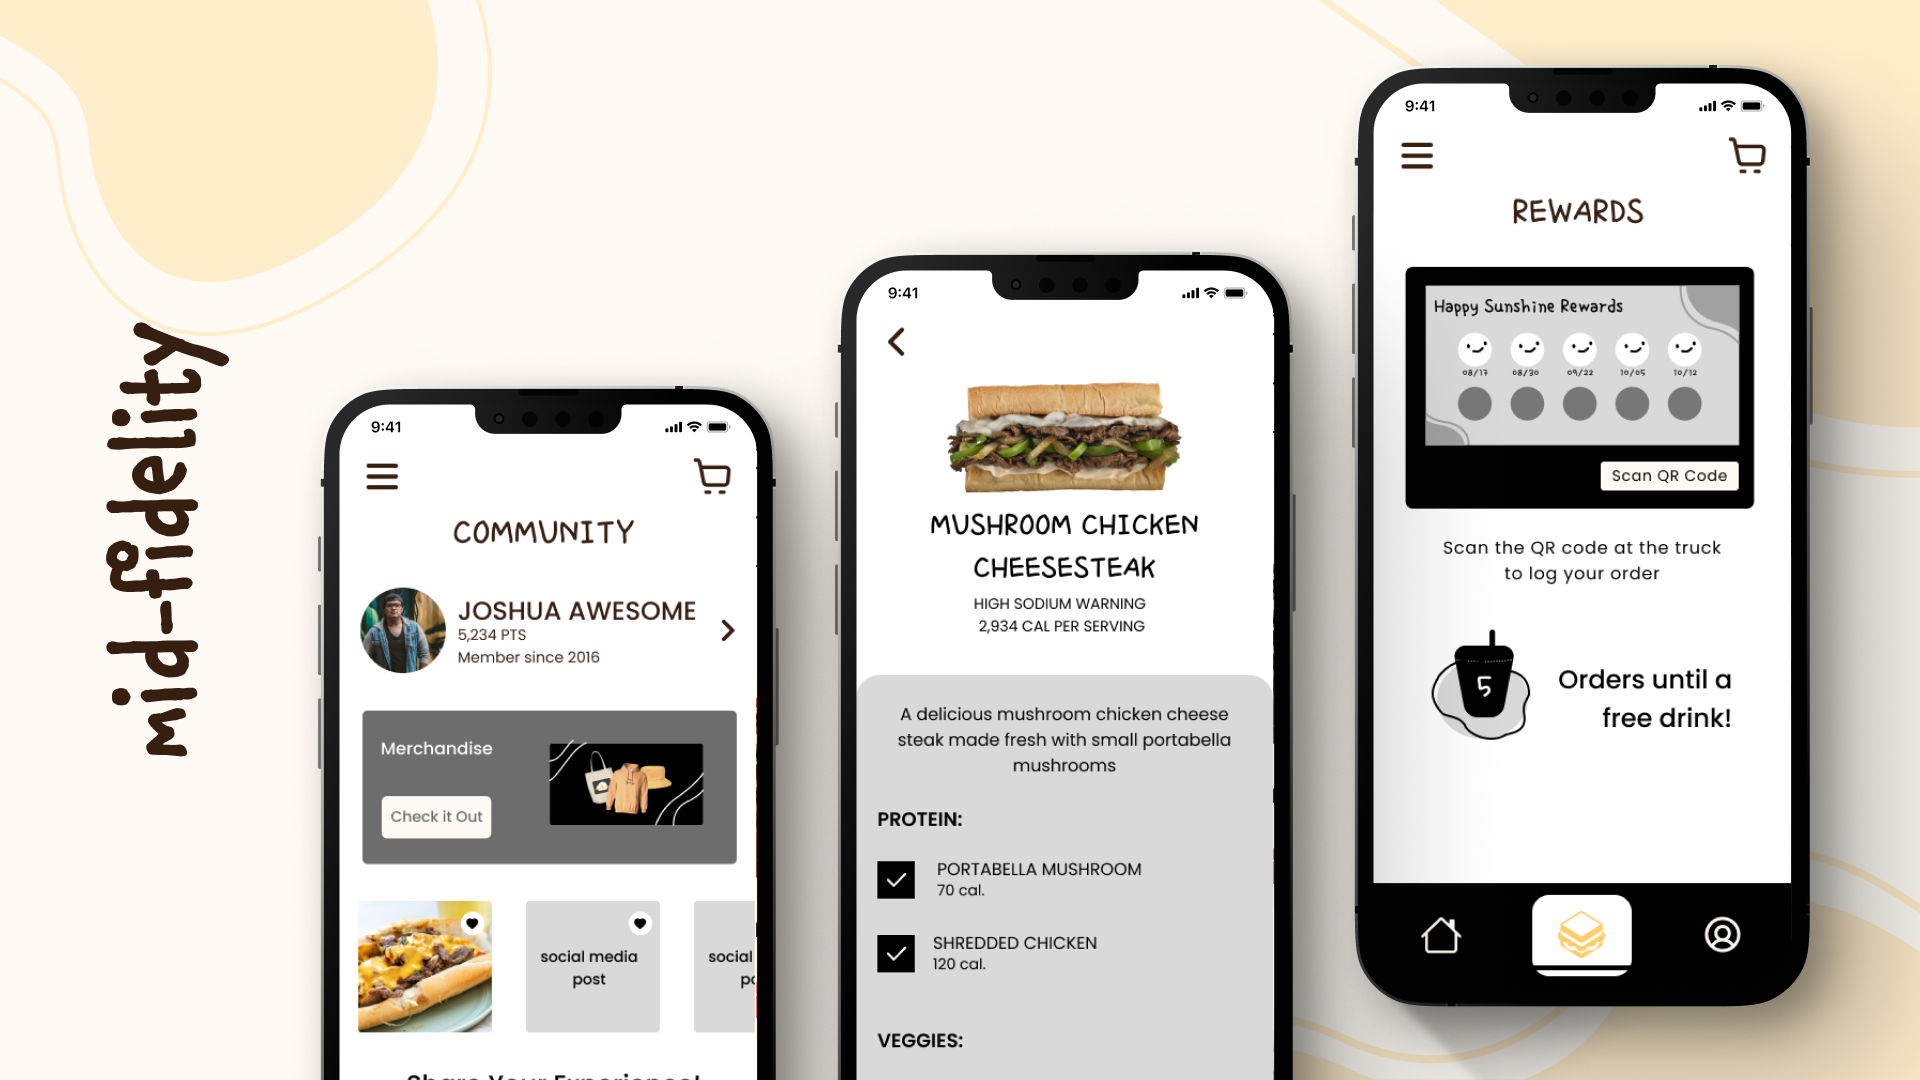 mid-fidelity
9:41
COMMUNITY
JOSHUA AWESOME
5,234 PTS
Member since 2016
Merchandise
Check it Out
social media
post
social
Share Your Experience!
9:41
MUSHROOM CHICKEN
CHEESESTEAK
HIGH SODIUM WARNING
2,934 CAL PER SERVING
A delicious mushroom chicken cheese
steak made fresh with small portabella
mushrooms
PROTEIN:
PORTABELLA MUSHROOM
70 cal.
SHREDDED CHICKEN
120 cal.
VEGGIES:
9:41
REWARDS
Happy Sunshine Rewards
08/17 08/30 09/22 10/05 10/12
Scan QR Code
Scan the QR code at the truck
to log your order
5
Orders until a
free drink!